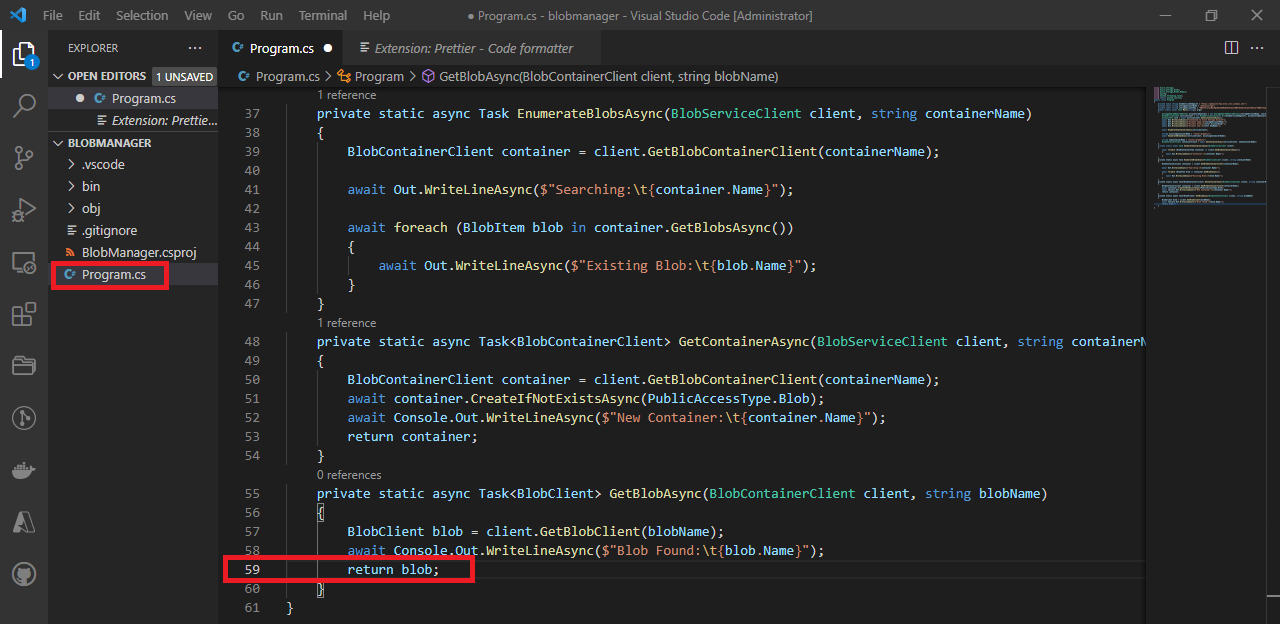 File Edit Selection View Go Run Terminal Help
● Program.cs - blobmanager - Visual Studio Code [Administrator]
1
EXPLORER
OPEN EDITORS 1 UNSAVED
Program.cs
Extension: Prettie...
BLOBMANAGER
.vscode
bin
obj
.gitignore
BlobManager.csproj
Program.cs
Program.cs ● Extension: Prettier - Code formatter
Program.cs > Program > GetBlobAsync(BlobContainerClient client, string blobName)
1 reference
37 private static async Task EnumerateBlobsAsync(BlobServiceClient client, string containerName)
38 {
39 BlobContainerClient container = client.GetBlobContainerClient(containerName);
40
41 await Out.WriteLineAsync($"Searching:\t{container.Name}");
42
43 await foreach (BlobItem blob in container.GetBlobsAsync())
44 {
45 await Out.WriteLineAsync($"Existing Blob:\t{blob.Name}");
46 }
47 }
1 reference
48 private static async Task<BlobContainerClient> GetContainerAsync(BlobServiceClient client, string containerN
49 {
50 BlobContainerClient container = client.GetBlobContainerClient(containerName);
51 await container.CreateIfNotExistsAsync(PublicAccessType.Blob);
52 await Console.Out.WriteLineAsync($"New Container:\t{container.Name}");
53 return container;
54 }
0 references
55 private static async Task<BlobClient> GetBlobAsync(BlobContainerClient client, string blobName)
56 {
57 BlobClient blob = client.GetBlobClient(blobName);
58 await Console.Out.WriteLineAsync($"Blob Found:\t{blob.Name}");
59 return blob;
60 }
61 }